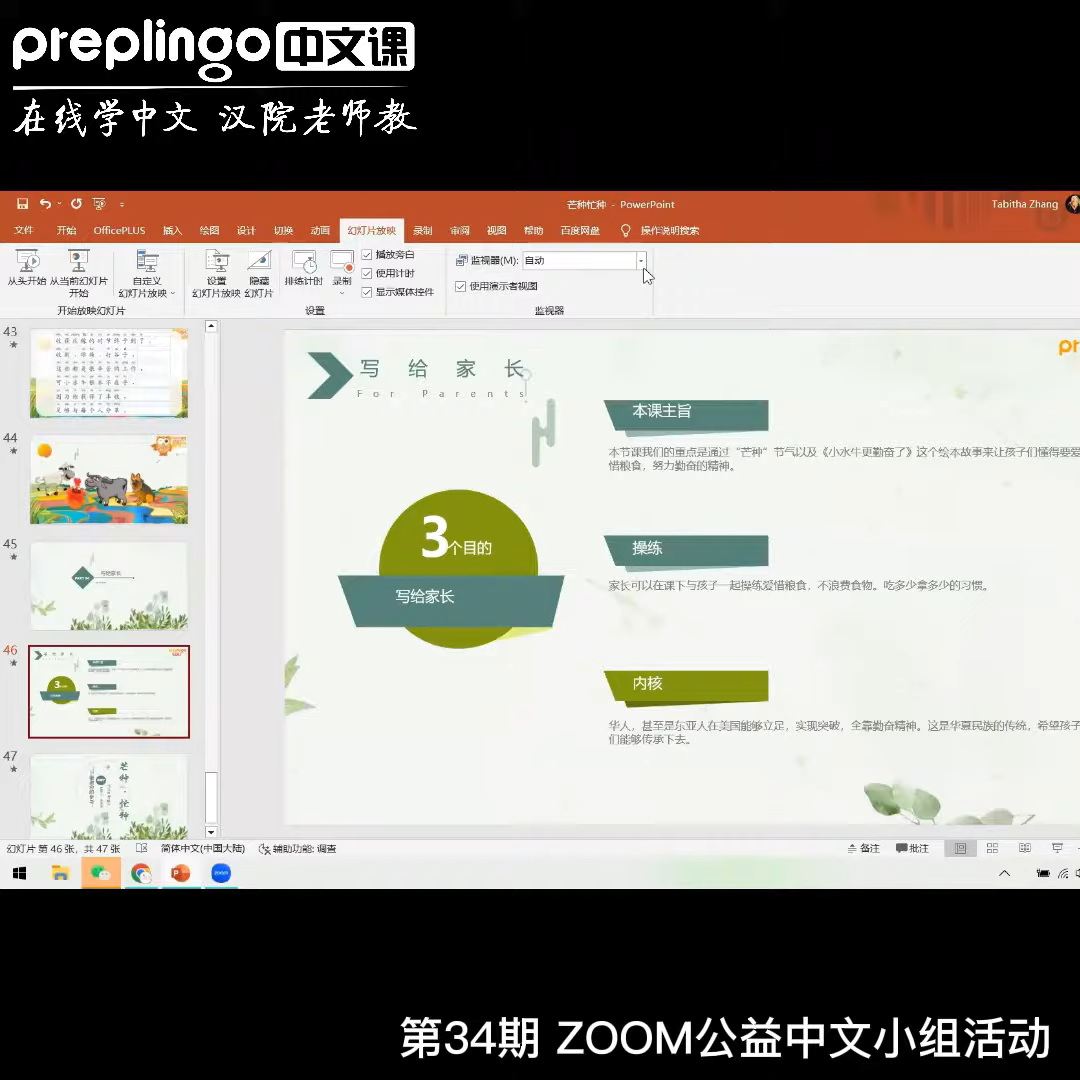 preplingo中文课
在线学中文 汉院老师教
芒种忙种 - PowerPoint
Tabitha Zhang
文件 开始 OfficePLUS 插入 绘图 设计 切换 动画 幻灯片放映 录制 审阅 视图 帮助 百度网盘 操作说明搜索
从头开始 从当前幻灯片开始 自定义幻灯片放映
开始放映幻灯片
设置幻灯片放映 隐藏幻灯片 排练计时 录制
播放旁白
使用计时
显示媒体控件
设置
监视器(M): 自动
使用演示者视图
监视器
43
44
45
PART 04 写给家长
46
47
芒种·忙种
写给家长
For Parents
pr
3个目的
写给家长
本课主旨
本节课我们的重点是通过“芒种”节气以及《小水牛更勤奋了》这个绘本故事来让孩子们懂得要爱
惜粮食，努力勤奋的精神。
操练
家长可以在课下与孩子一起操练爱惜粮食，不浪费食物。吃多少拿多少的习惯。
内核
华人，甚至是东亚人在美国能够立足，实现突破，全靠勤奋精神。这是华夏民族的传统，希望孩子
们能够传承下去。
幻灯片 第 46 张，共 47 张 简体中文(中国大陆) 辅助功能: 调查
备注 批注
zoom
第34期 ZOOM公益中文小组活动